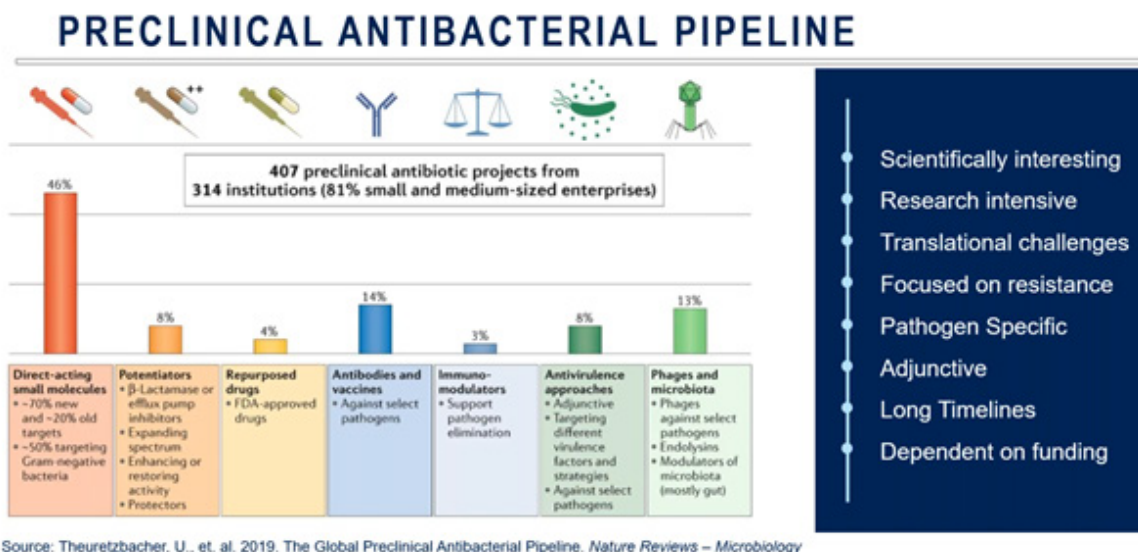 PRECLINICAL ANTIBACTERIAL PIPELINE
++
407 preclinical antibiotic projects from
314 institutions (81% small and medium-sized enterprises)
46%
8%
4%
14%
3%
8%
13%
Direct-acting
small molecules
• ~70% new
and ~20% old
targets
• ~50% targeting
Gram-negative
bacteria
Potentiators
• β-Lactamase or
efflux pump
inhibitors
• Expanding
spectrum
• Enhancing or
restoring
activity
• Protectors
Repurposed
drugs
• FDA-approved
drugs
Antibodies and
vaccines
• Against select
pathogens
Immuno-
modulators
• Support
pathogen
elimination
Antivirulence
approaches
• Adjunctive
• Targeting
different
virulence
factors and
strategies
• Against select
pathogens
Phages and
microbiota
• Phages
against select
pathogens
• Endolysins
• Modulators of
microbiota
(mostly gut)
Scientifically interesting
Research intensive
Translational challenges
Focused on resistance
Pathogen Specific
Adjunctive
Long Timelines
Dependent on funding
Source: Theuretzbacher, U., et. al. 2019. The Global Preclinical Antibacterial Pipeline. Nature Reviews – Microbiology